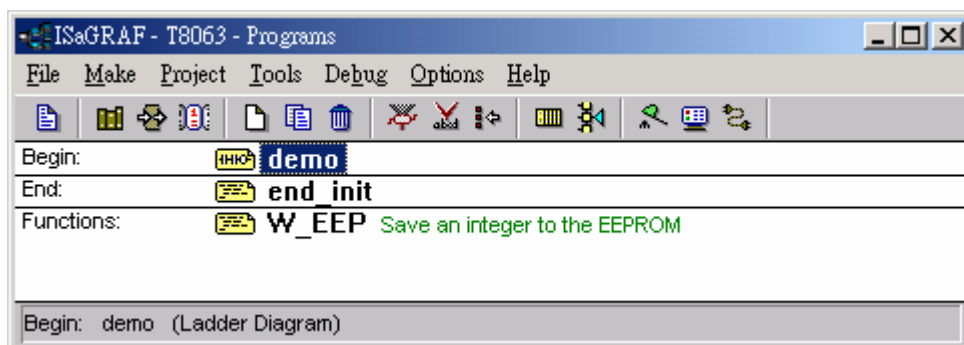 ISaGRAF - T8063 - Programs
File Make Project Tools Debug Options Help
Begin: demo
End: end_init
Functions: W_EEP Save an integer to the EEPROM
Begin: demo (Ladder Diagram)